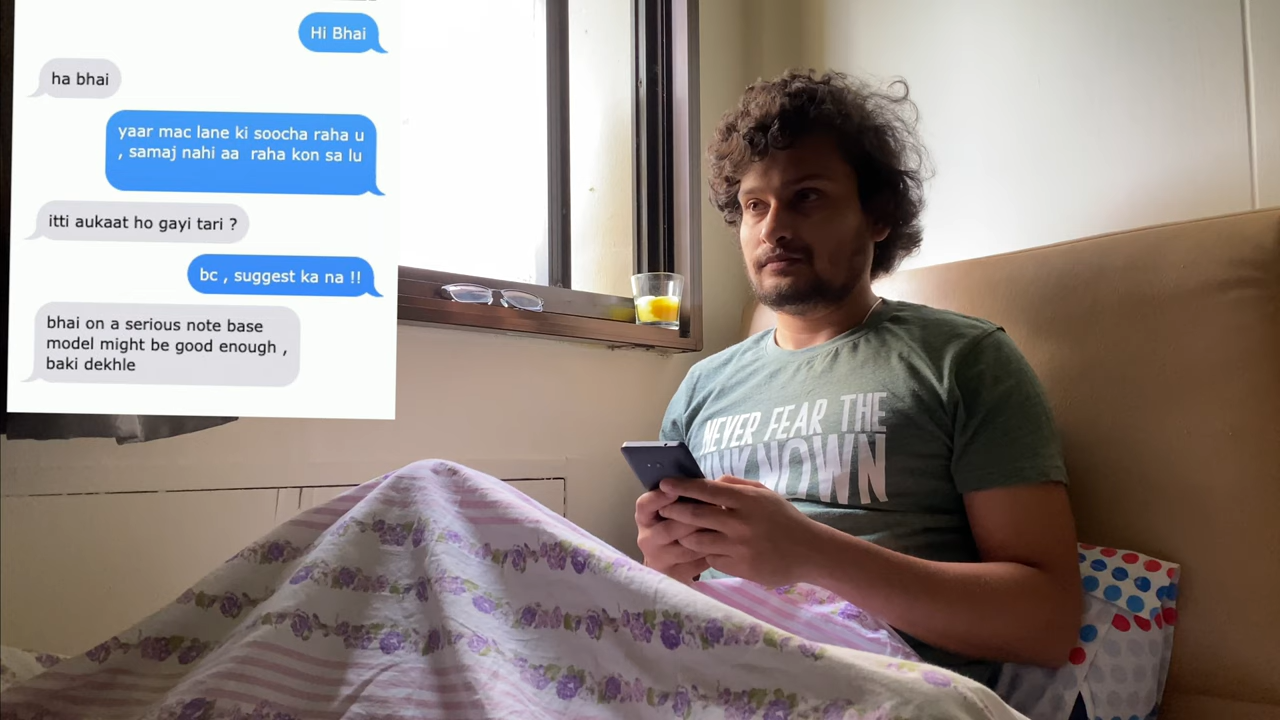 Hi Bhai
ha bhai
yaar mac lane ki soocha raha u
, samaj nahi aa raha kon sa lu
itti aukaat ho gayi tari ?
bc , suggest ka na !!
bhai on a serious note base
model might be good enough ,
baki dekhle
NEVER FEAR THE
UNKNOWN